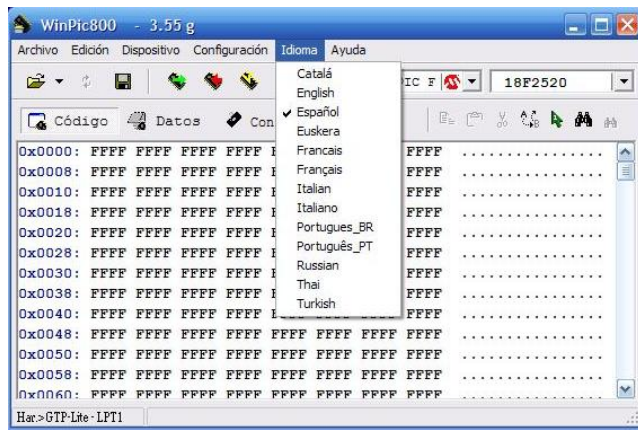 WinPic800 - 3.55 g
Archivo Edición Dispositivo Configuración Idioma Ayuda
IC F 18F2520
Código Datos Con
Catalá
English
Español
Euskera
Francais
Français
Italian
Italiano
Portugues_BR
Português_PT
Russian
Thai
Turkish
0x0000: FFFF FFFF FFFF FFFF FFFF ................
0x0008: FFFF FFFF FFFF FFFF FFFF ................
0x0010: FFFF FFFF FFFF FFFF FFFF ................
0x0018: FFFF FFFF FFFF FFFF FFFF ................
0x0020: FFFF FFFF FFFF FFFF FFFF ................
0x0028: FFFF FFFF FFFF FFFF FFFF ................
0x0030: FFFF FFFF FFFF FFFF FFFF ................
0x0038: FFFF FFFF FFFF FFFF FFFF ................
0x0040: FFFF FFFF FFFF FFFF FFFF ................
0x0048: FFFF FFFF FFFF FFFF FFFF FFFF FFFF FFFF ................
0x0050: FFFF FFFF FFFF FFFF FFFF FFFF FFFF FFFF ................
0x0058: FFFF FFFF FFFF FFFF FFFF FFFF FFFF FFFF ................
0x0060: FFFF FFFF FFFF FFFF FFFF FFFF FFFF FFFF ................
Har.>GTP-Lite - LPT1